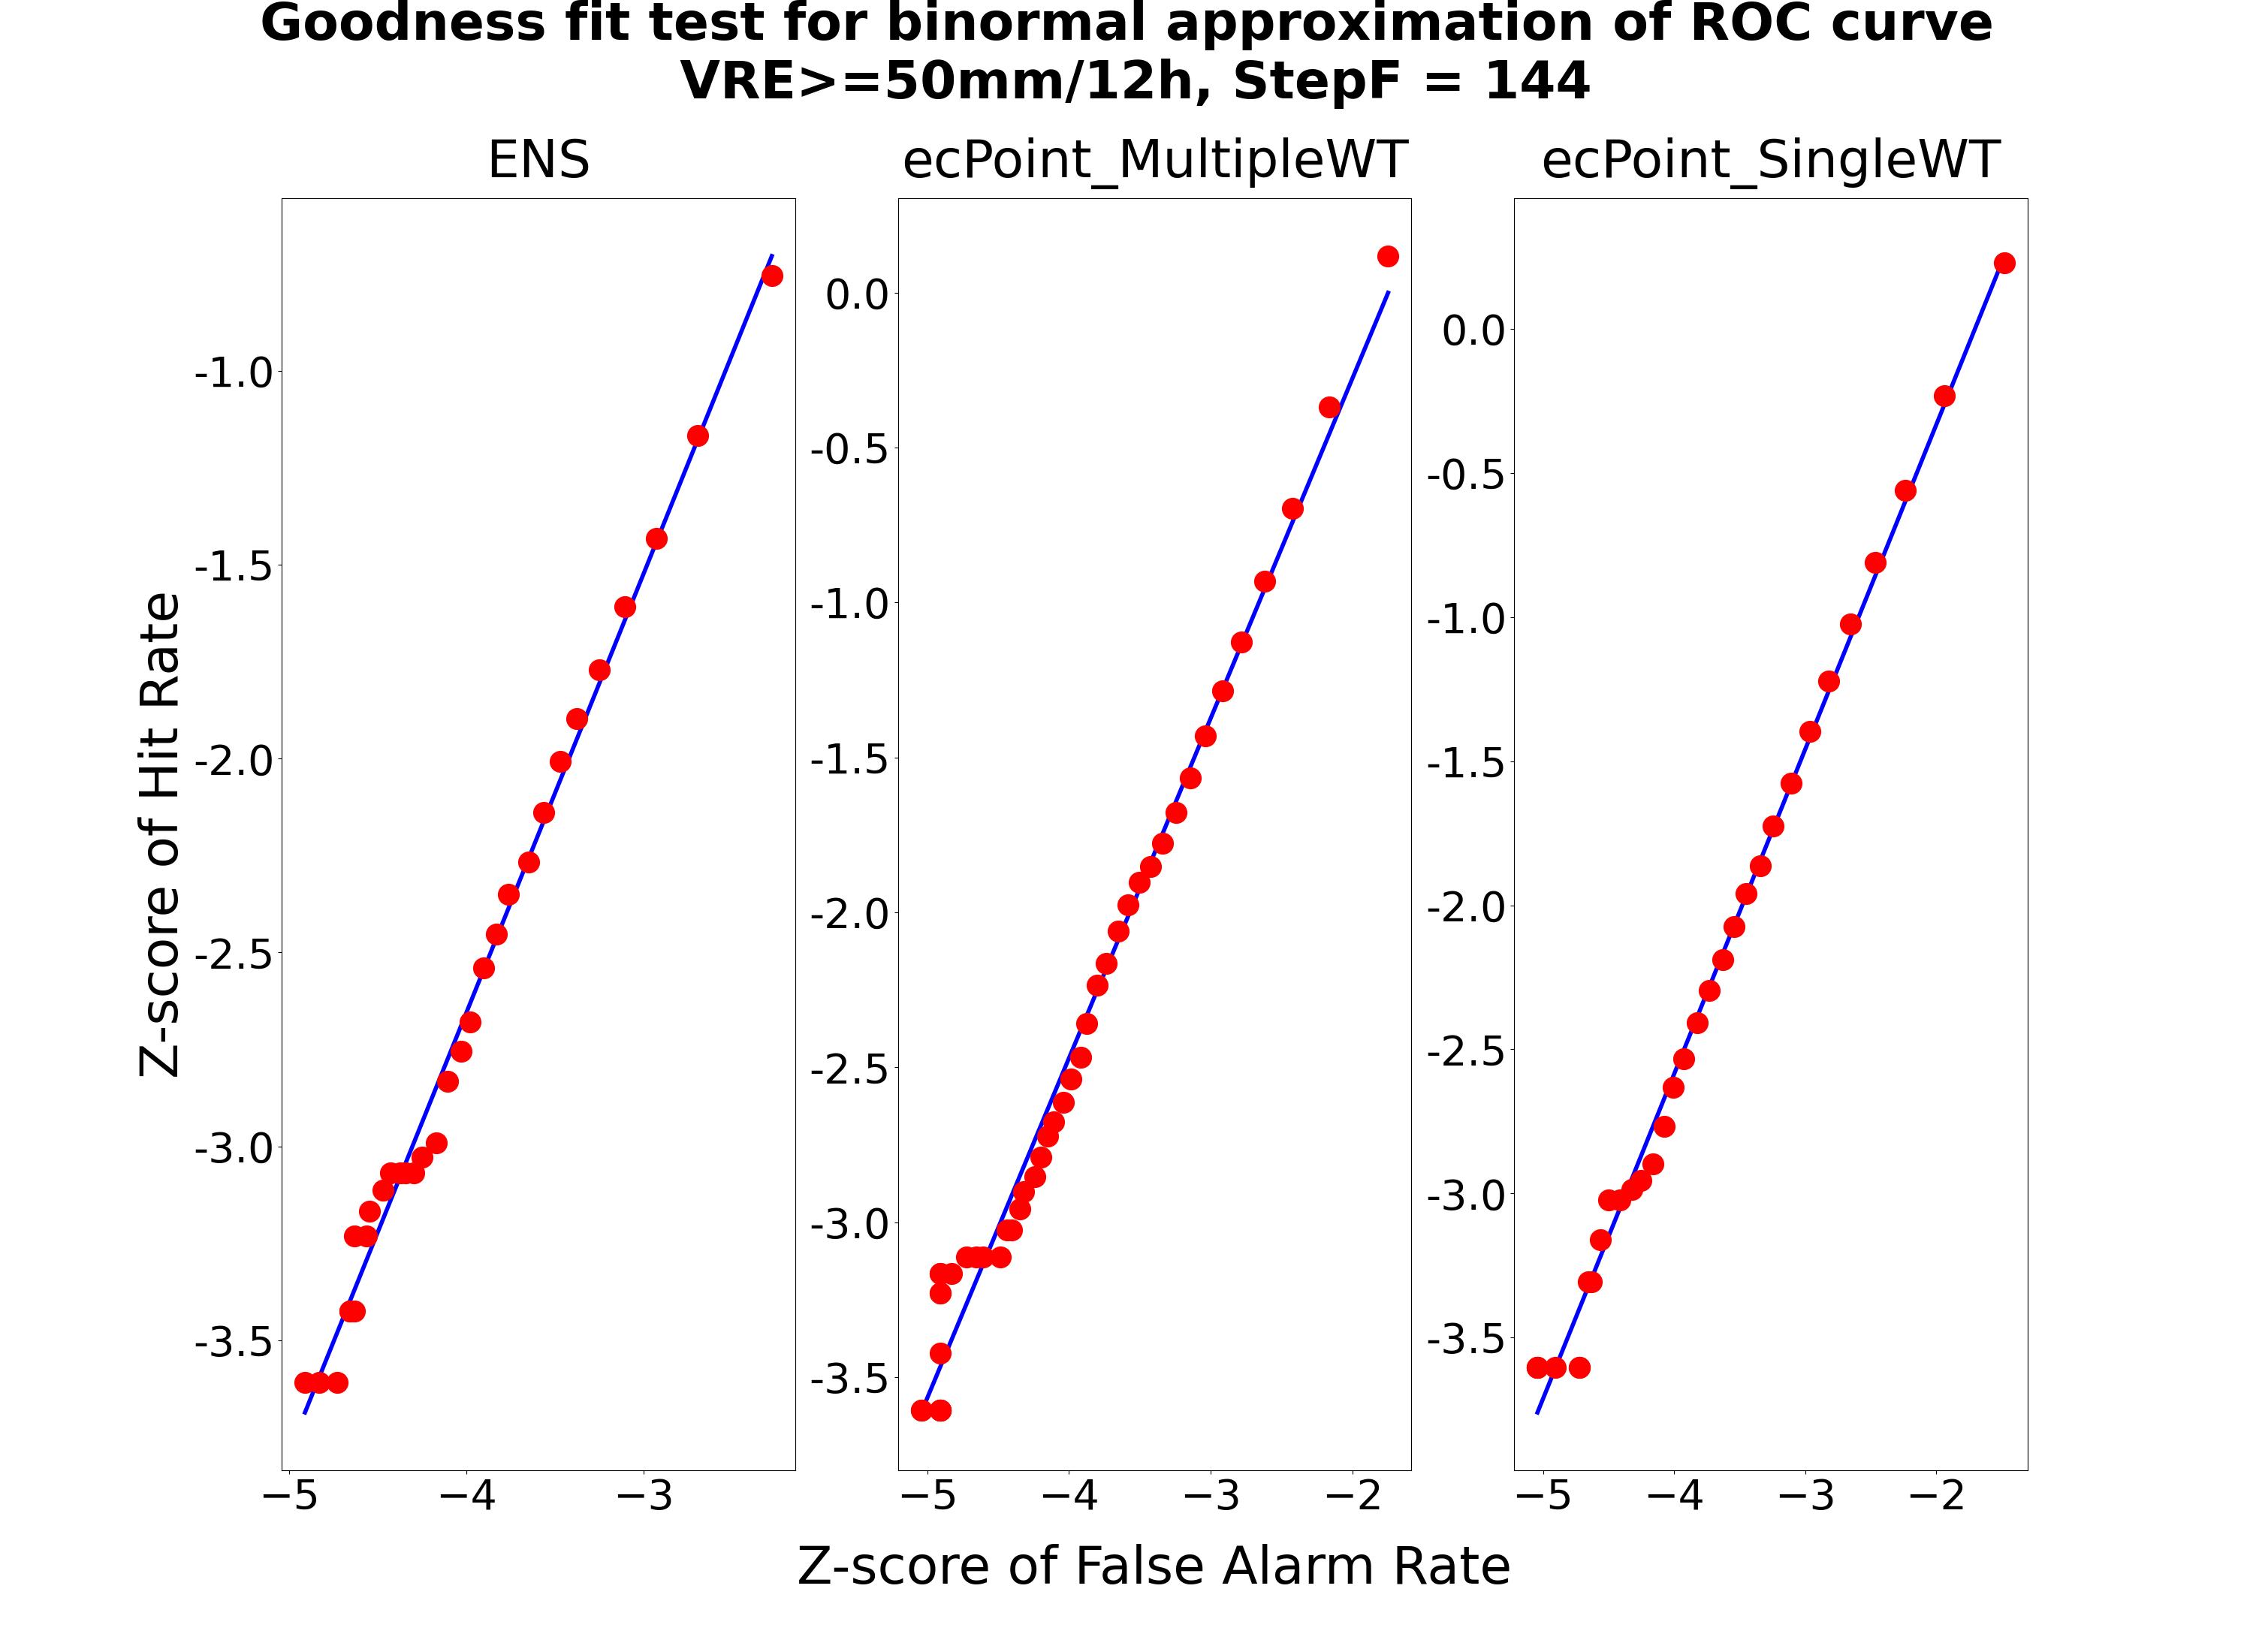 Goodness fit test for binormal approximation of ROC curve
VRE>=50mm/12h, StepF = 144
ENS
ecPoint_MultipleWT
ecPoint_SingleWT
Z-score of Hit Rate
-1.0
-1.5
-2.0
-2.5
-3.0
-3.5
−5 −4 −3
0.0
-0.5
-1.0
-1.5
-2.0
-2.5
-3.0
-3.5
−5 −4 −3 −2
0.0
-0.5
-1.0
-1.5
-2.0
-2.5
-3.0
-3.5
−5 −4 −3 −2
Z-score of False Alarm Rate